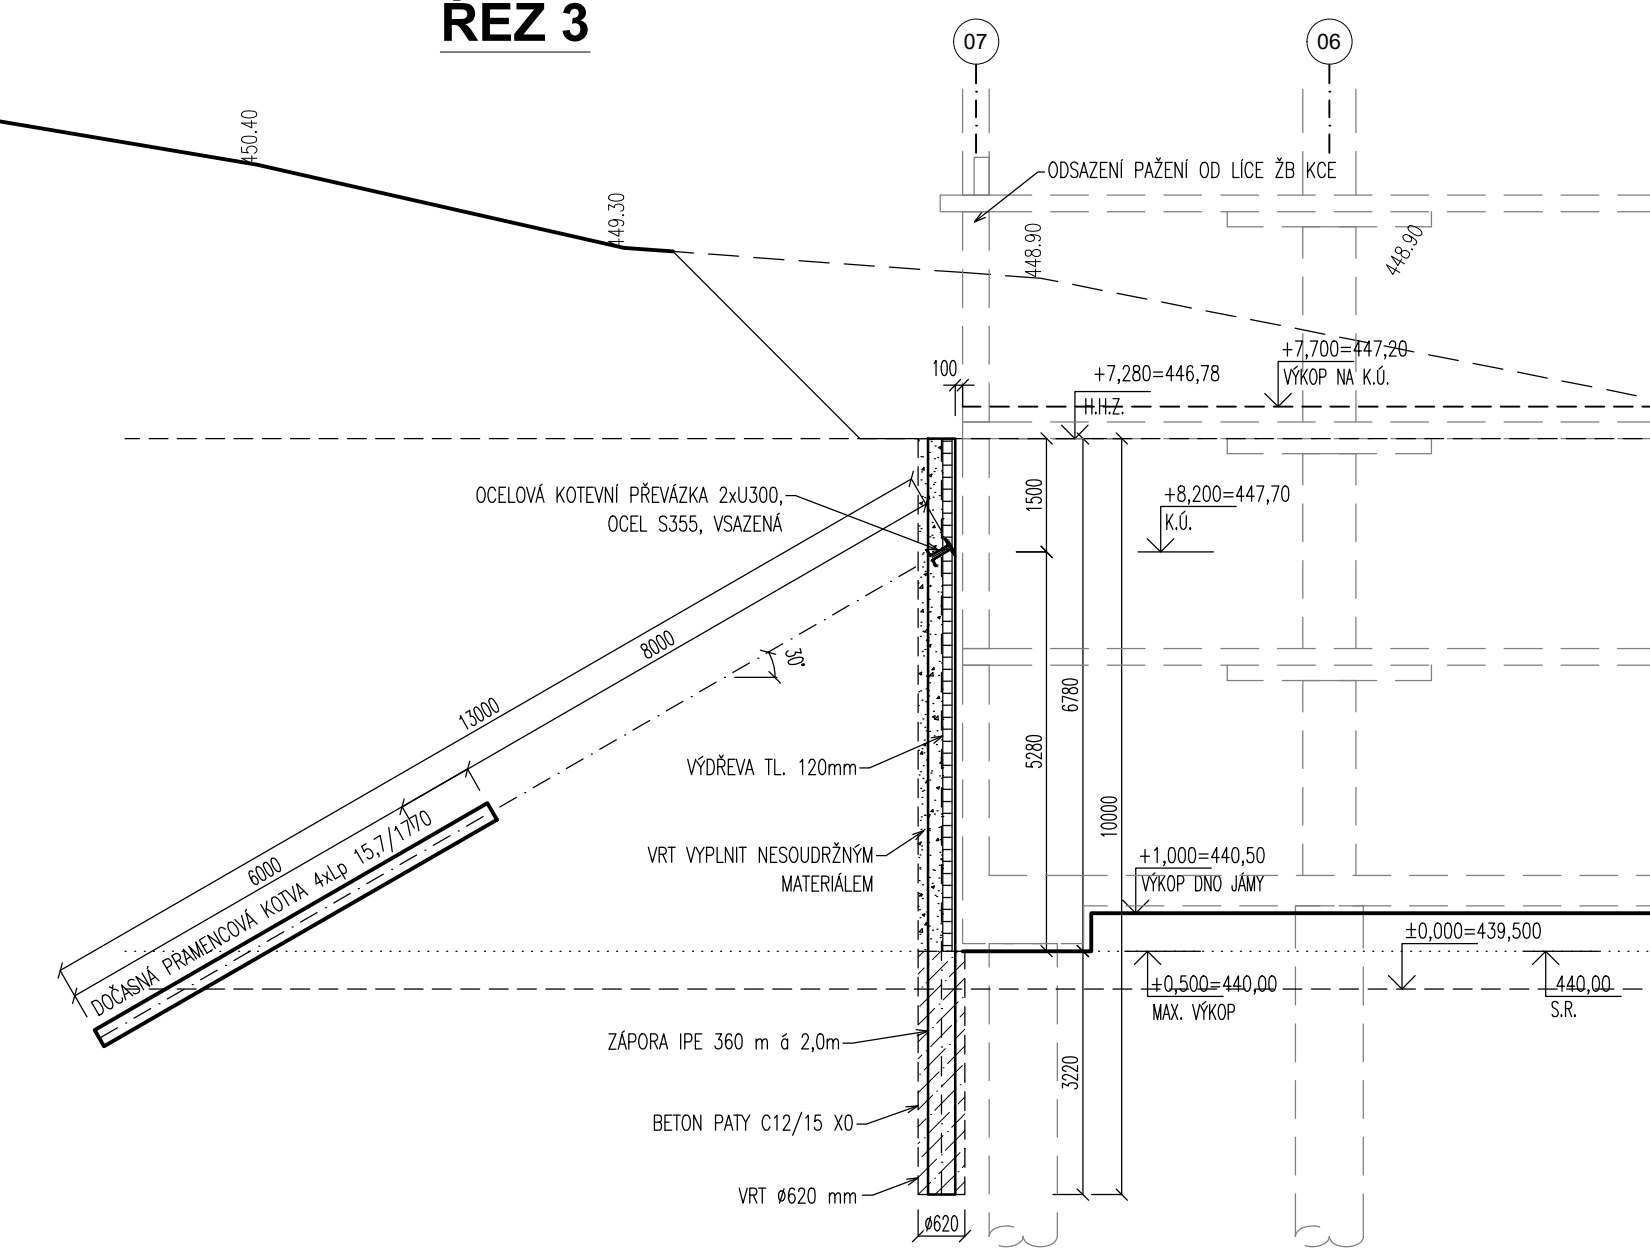 ŘEZ 3
07
06
450.40
449.30
448.90
448.90
ODSAZENÍ PAŽENÍ OD LÍCE ŽB KCE
+7,700=447,20
VÝKOP NA K.Ú.
100
+7,280=446,78
H.H.Z.
OCELOVÁ KOTEVNÍ PŘEVÁZKA 2xU300,
OCEL S355, VSAZENÁ
1500
+8,200=447,70
K.Ú.
8000
30°
13000
6780
5280
10000
VÝDŘEVA TL. 120mm
6000
DOČASNÁ PRAMENCOVÁ KOTVA 4xLp 15,7/1770
VRT VYPLNIT NESOUDRŽNÝM
MATERIÁLEM
+1,000=440,50
VÝKOP DNO JÁMY
±0,000=439,500
+0,500=440,00
MAX. VÝKOP
440,00
S.R.
ZÁPORA IPE 360 m á 2,0m
3220
BETON PATY C12/15 X0
VRT ø620 mm
ø620